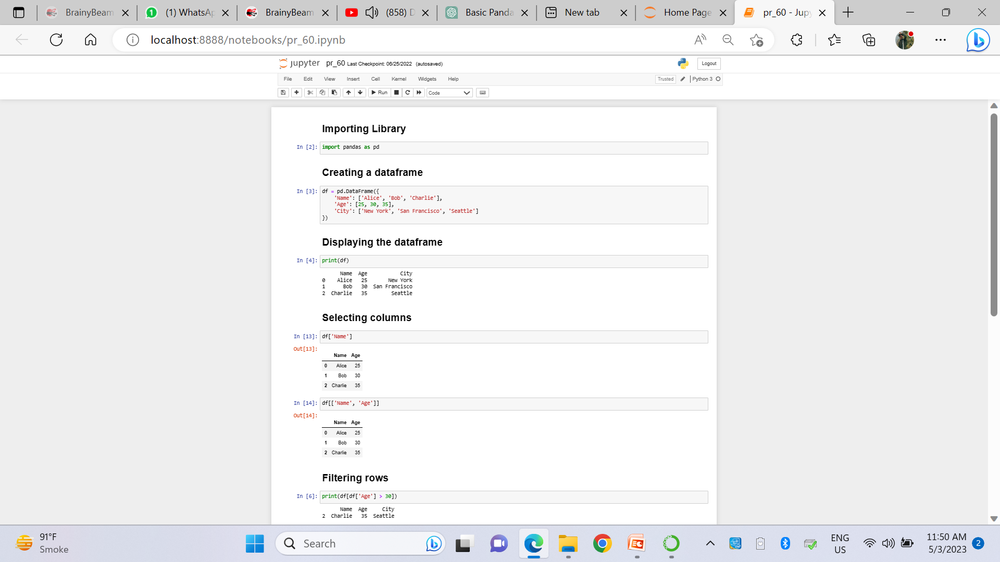 BrainyBeam
(1) WhatsAp
BrainyBeam
(858) D
Basic Panda
New tab
Home Page
pr_60 - Jupy
localhost:8888/notebooks/pr_60.ipynb
jupyter pr_60 Last Checkpoint: 06/25/2022 (autosaved)
Logout
File Edit View Insert Cell Kernel Widgets Help
Trusted Python 3
Run Code
Importing Library
In [2]: import pandas as pd
Creating a dataframe
In [3]: df = pd.DataFrame({
'Name': ['Alice', 'Bob', 'Charlie'],
'Age': [25, 30, 35],
'City': ['New York', 'San Francisco', 'Seattle']
})
Displaying the dataframe
In [4]: print(df)
Name Age City
0 Alice 25 New York
1 Bob 30 San Francisco
2 Charlie 35 Seattle
Selecting columns
In [13]: df['Name']
Out[13]:
Name Age
0 Alice 25
1 Bob 30
2 Charlie 35
In [14]: df[['Name', 'Age']]
Out[14]:
Name Age
0 Alice 25
1 Bob 30
2 Charlie 35
Filtering rows
In [6]: print(df[df['Age'] > 30])
Name Age City
2 Charlie 35 Seattle
91°F
Smoke
Search
ENG
US
11:50 AM
5/3/2023
2